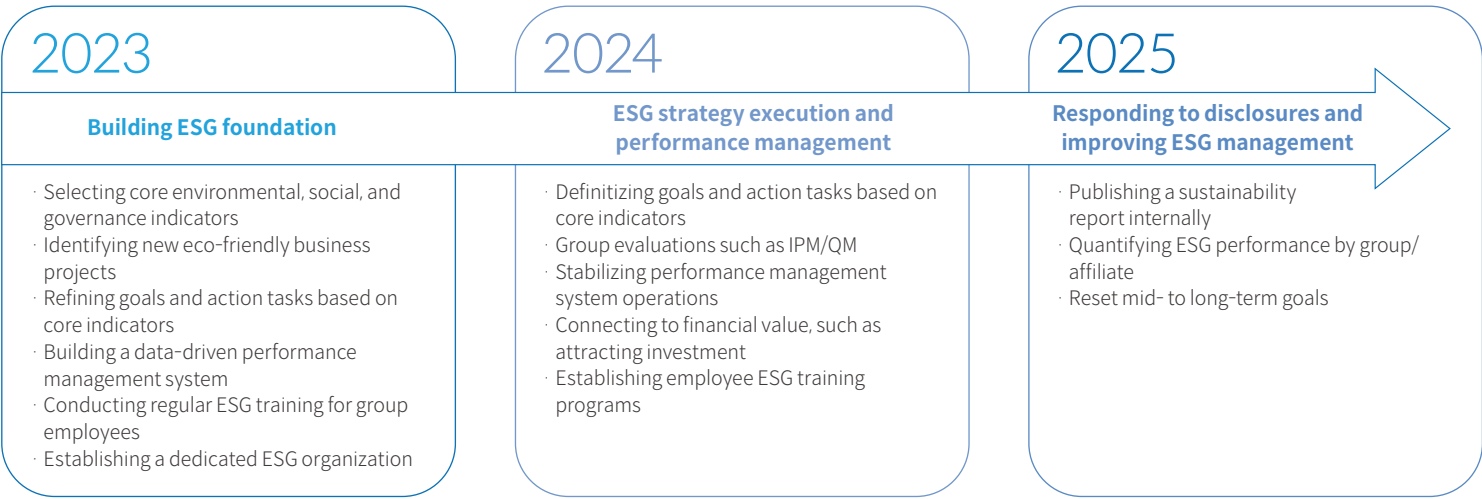 2023
Building ESG foundation
· Selecting core environmental, social, and
governance indicators
· Identifying new eco-friendly business
projects
· Refining goals and action tasks based on
core indicators
· Building a data-driven performance
management system
· Conducting regular ESG training for group
employees
· Establishing a dedicated ESG organization
2024
ESG strategy execution and
performance management
· Definitizing goals and action tasks based on
core indicators
· Group evaluations such as IPM/QM
· Stabilizing performance management
system operations
· Connecting to financial value, such as
attracting investment
· Establishing employee ESG training
programs
2025
Responding to disclosures and
improving ESG management
· Publishing a sustainability
report internally
· Quantifying ESG performance by group/
affiliate
· Reset mid- to long-term goals